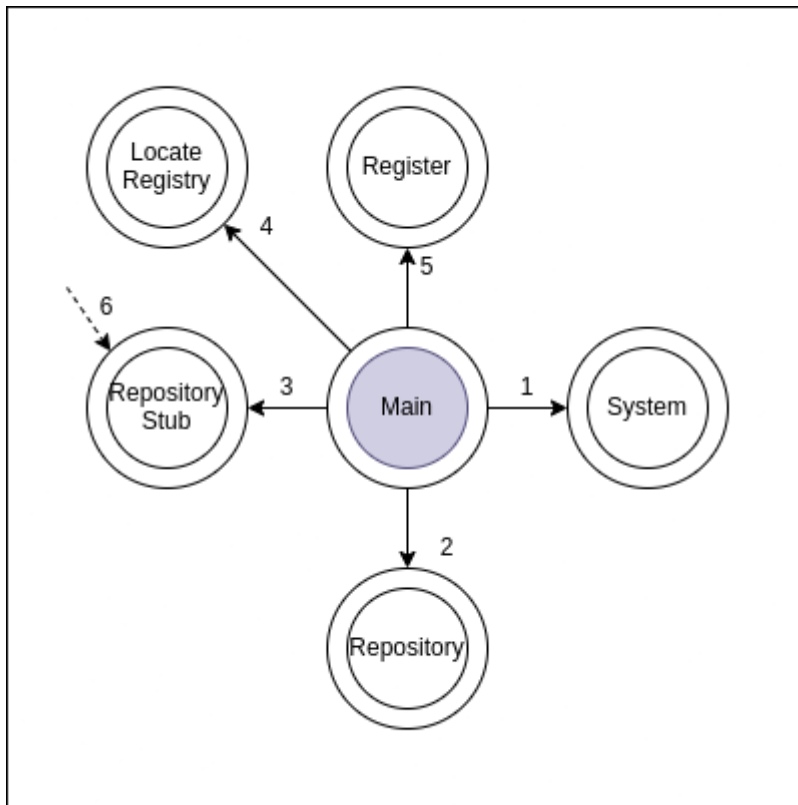 Locate
Registry
Register
4
5
6
Repository
Stub
3
Main
1
System
2
Repository